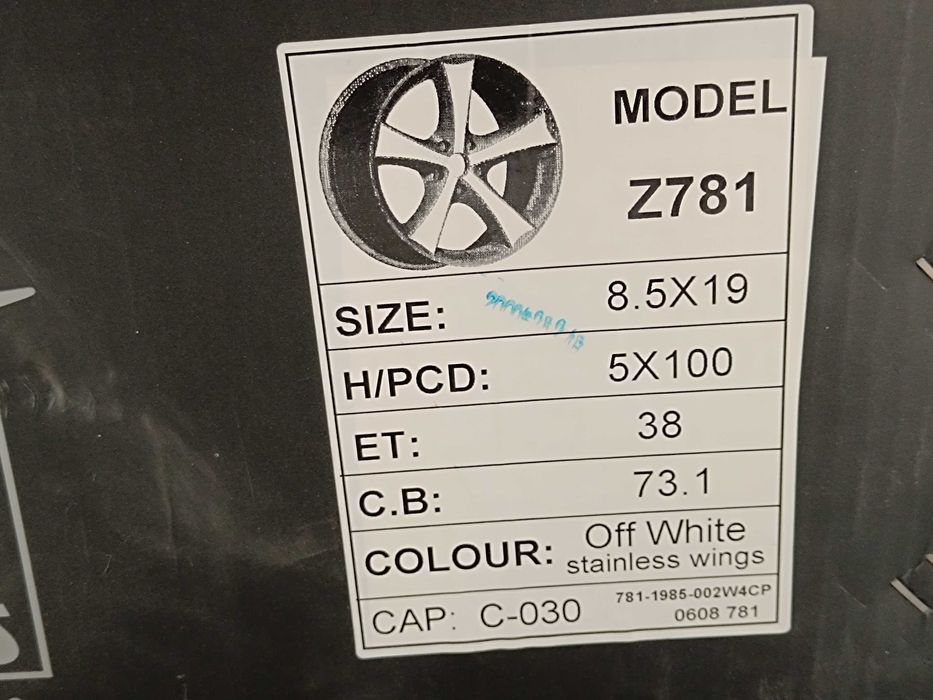 MODEL
Z781
SIZE: 8.5X19
H/PCD: 5X100
ET: 38
C.B: 73.1
COLOUR: Off White
stainless wings
CAP: C-030 781-1985-002W4CP
0608 781